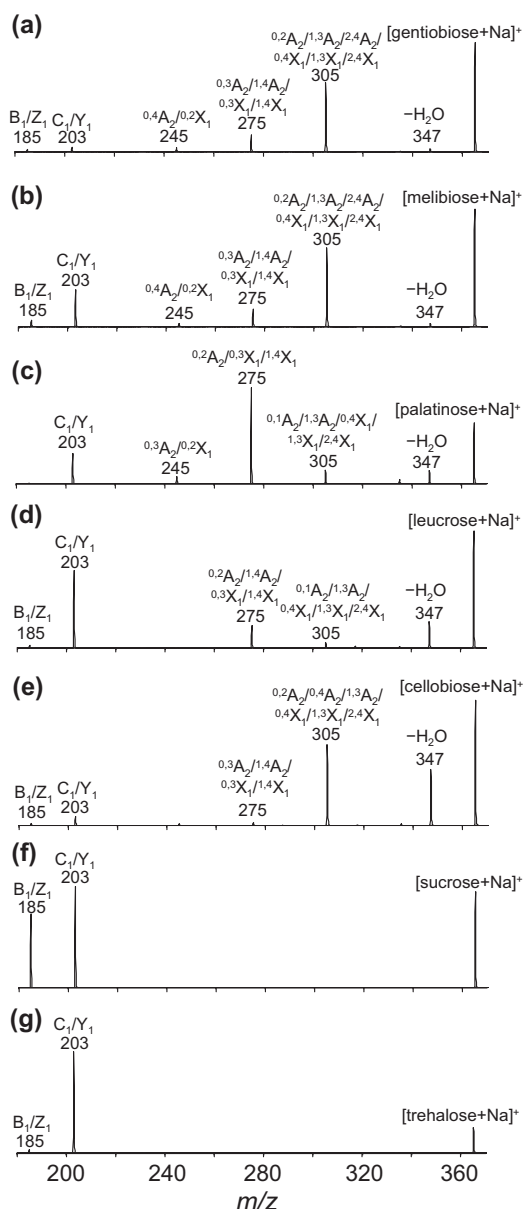 (a)
0,2A2/1,3A2/2,4A2/ [gentiobiose+Na]+
0,4X1/1,3X1/2,4X1
305
0,3A2/1,4A2/
0,3X1/1,4X1
275
B1/Z1 C1/Y1 0,4A2/0,2X1 −H2O
185 203 245 347
(b)
0,2A2/1,3A2/2,4A2/ [melibiose+Na]+
0,4X1/1,3X1/2,4X1
305
0,3A2/1,4A2/
0,3X1/1,4X1
275
C1/Y1
203
B1/Z1 0,4A2/0,2X1 −H2O
185 245 347
(c)
0,2A2/0,3X1/1,4X1
275
[palatinose+Na]+
0,1A2/1,3A2/0,4X1/
1,3X1/2,4X1
305
C1/Y1
203
0,3A2/0,2X1
245
−H2O
347
(d)
C1/Y1 [leucrose+Na]+
203
0,2A2/1,4A2/
0,3X1/1,4X1
275
0,1A2/1,3A2/
0,4X1/1,3X1/2,4X1
305
−H2O
347
B1/Z1
185
(e)
0,2A2/0,4A2/1,3A2/ [cellobiose+Na]+
0,4X1/1,3X1/2,4X1
305
−H2O
347
0,3A2/1,4A2/
0,3X1/1,4X1
275
B1/Z1 C1/Y1
185 203
(f)
C1/Y1
203
B1/Z1
185
[sucrose+Na]+
(g)
C1/Y1
203
B1/Z1
185
[trehalose+Na]+
200 240 280 320 360
m/z